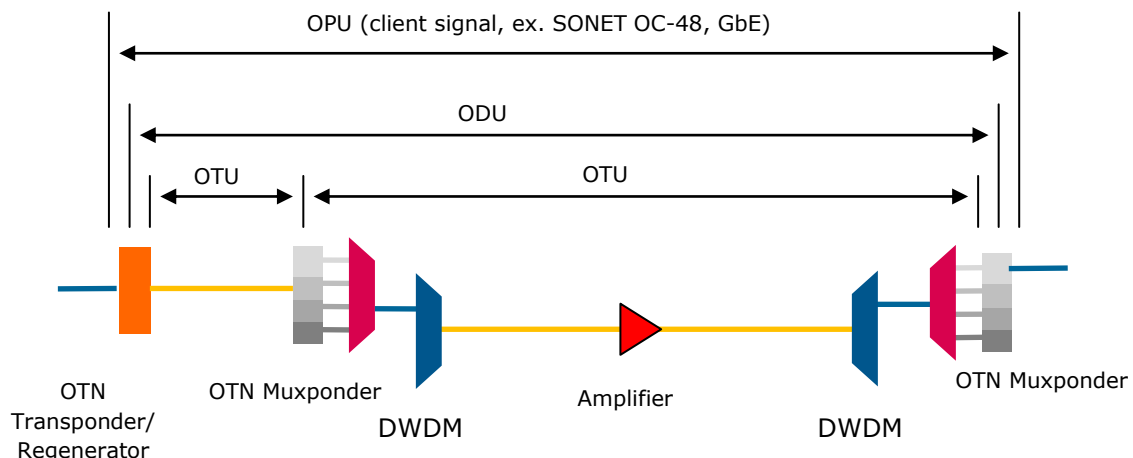 OPU (client signal, ex. SONET OC-48, GbE)
ODU
OTU
OTU
OTN
Transponder/
Regenerator
OTN Muxponder
DWDM
Amplifier
DWDM
OTN Muxponder